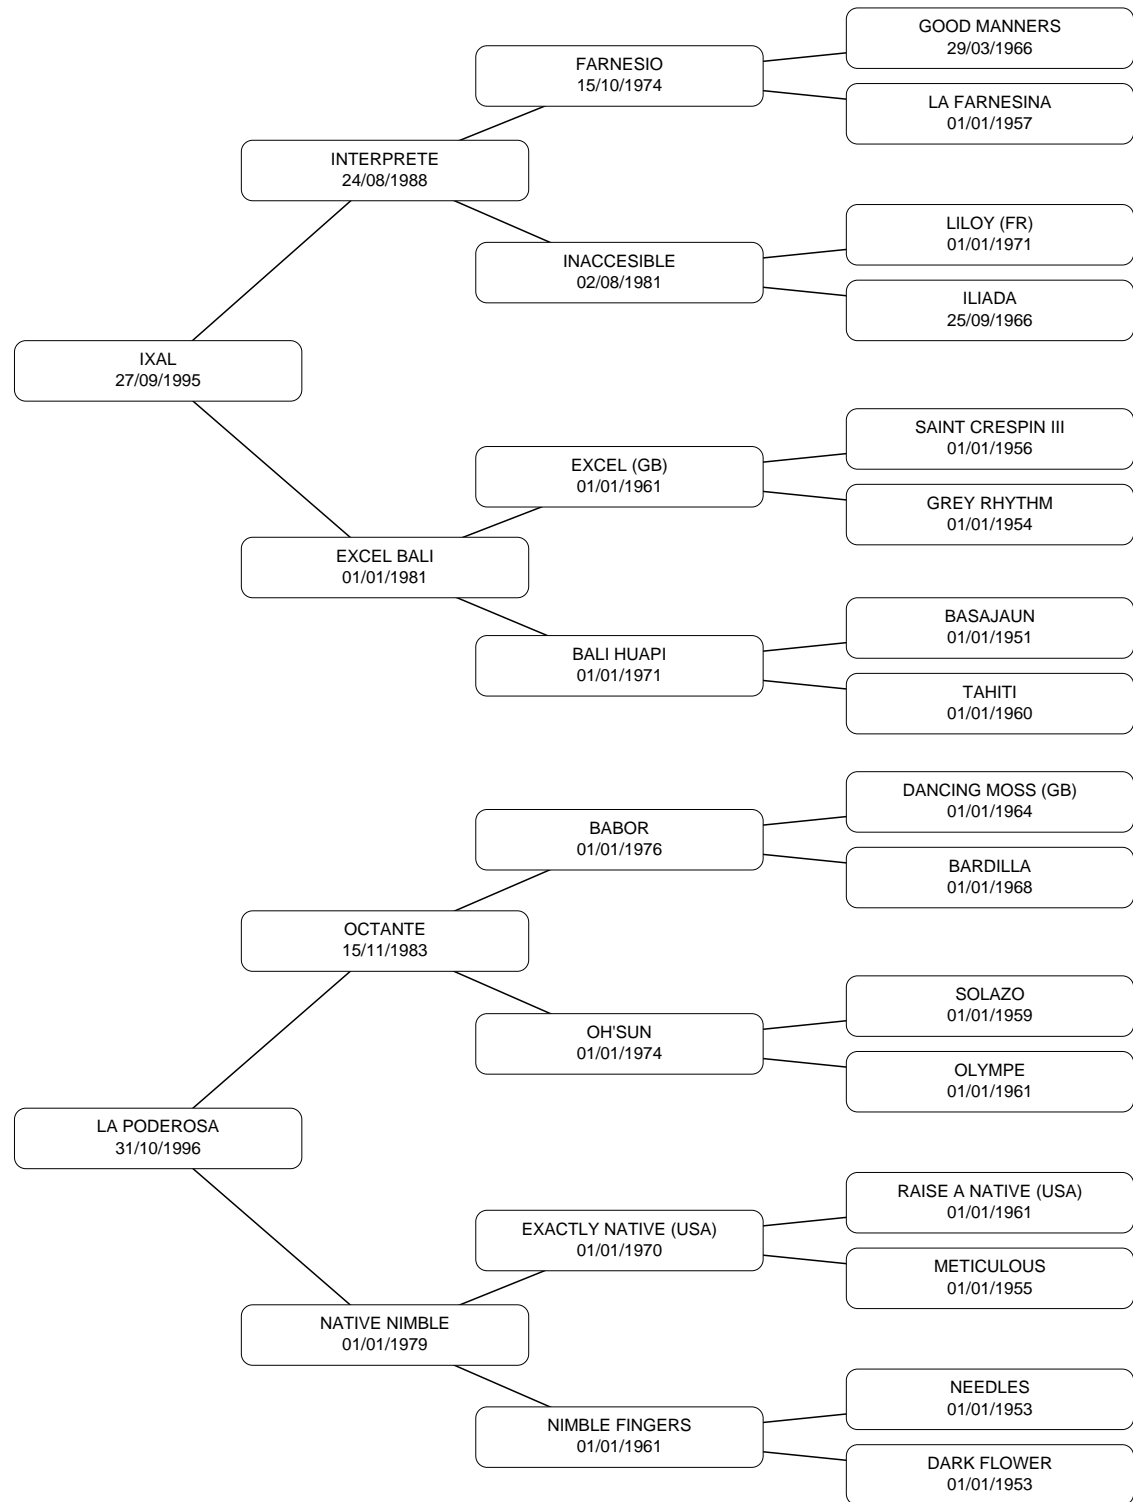 GOOD MANNERS
29/03/1966
FARNESIO
15/10/1974
LA FARNESINA
01/01/1957
INTERPRETE
24/08/1988
LILOY (FR)
01/01/1971
INACCESIBLE
02/08/1981
ILIADA
25/09/1966
IXAL
27/09/1995
SAINT CRESPIN III
01/01/1956
EXCEL (GB)
01/01/1961
GREY RHYTHM
01/01/1954
EXCEL BALI
01/01/1981
BASAJAUN
01/01/1951
BALI HUAPI
01/01/1971
TAHITI
01/01/1960
DANCING MOSS (GB)
01/01/1964
BABOR
01/01/1976
BARDILLA
01/01/1968
OCTANTE
15/11/1983
SOLAZO
01/01/1959
OH'SUN
01/01/1974
OLYMPE
01/01/1961
LA PODEROSA
31/10/1996
RAISE A NATIVE (USA)
01/01/1961
EXACTLY NATIVE (USA)
01/01/1970
METICULOUS
01/01/1955
NATIVE NIMBLE
01/01/1979
NEEDLES
01/01/1953
NIMBLE FINGERS
01/01/1961
DARK FLOWER
01/01/1953